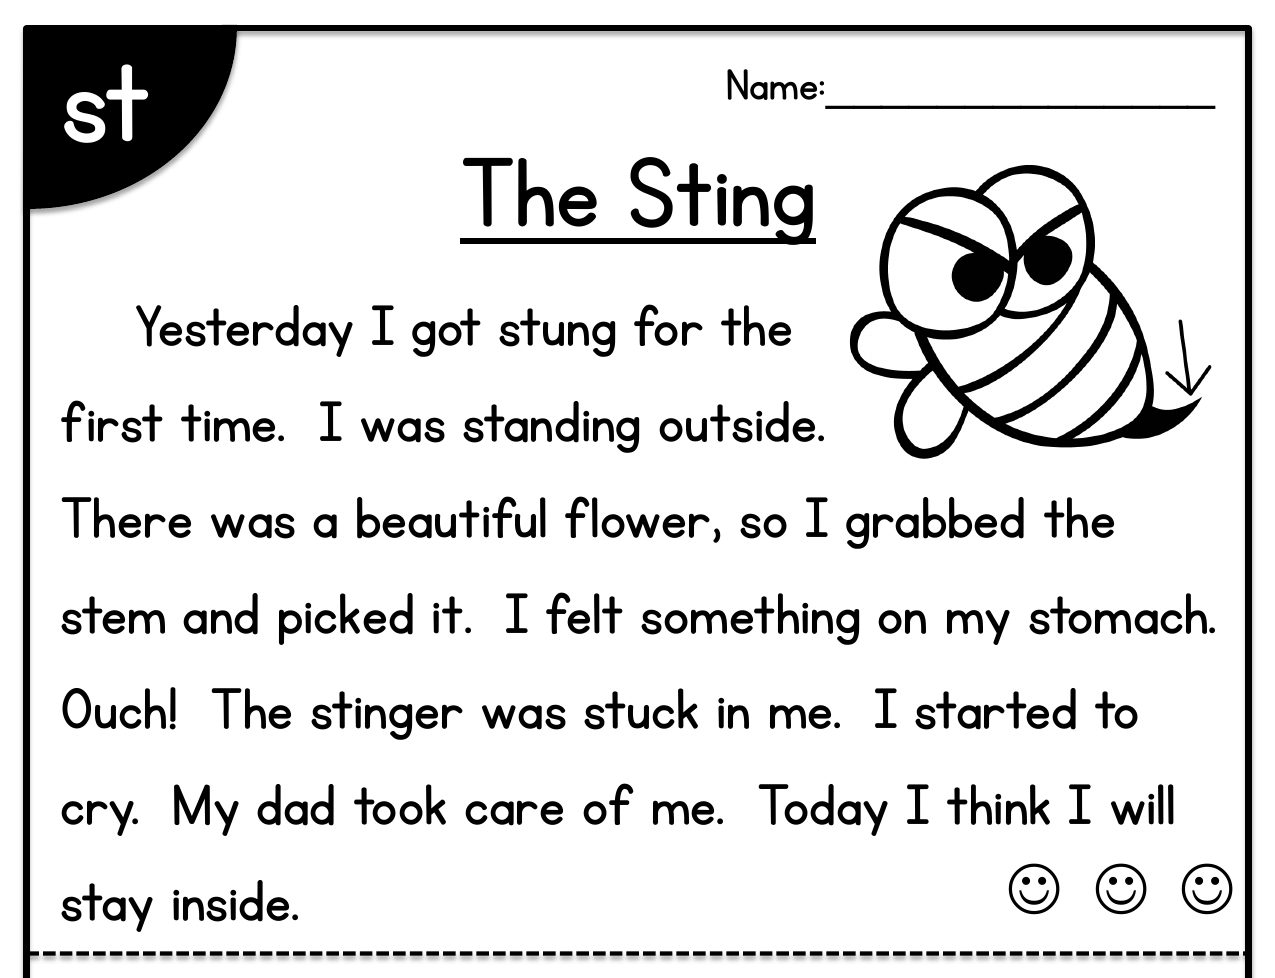 st
Name:
The Sting
Yesterday I got stung for the
first time. I was standing outside.
There was a beautiful flower, so I grabbed the
stem and picked it. I felt something on my stomach.
Ouch! The stinger was stuck in me. I started to
cry. My dad took care of me. Today I think I will
stay inside.